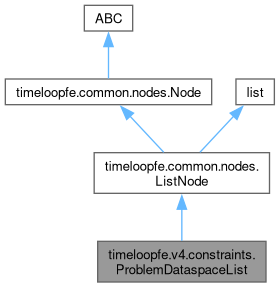 ABC
timeloopfe.common.nodes.Node
list
timeloopfe.common.nodes.
ListNode
timeloopfe.v4.constraints.
ProblemDataspaceList